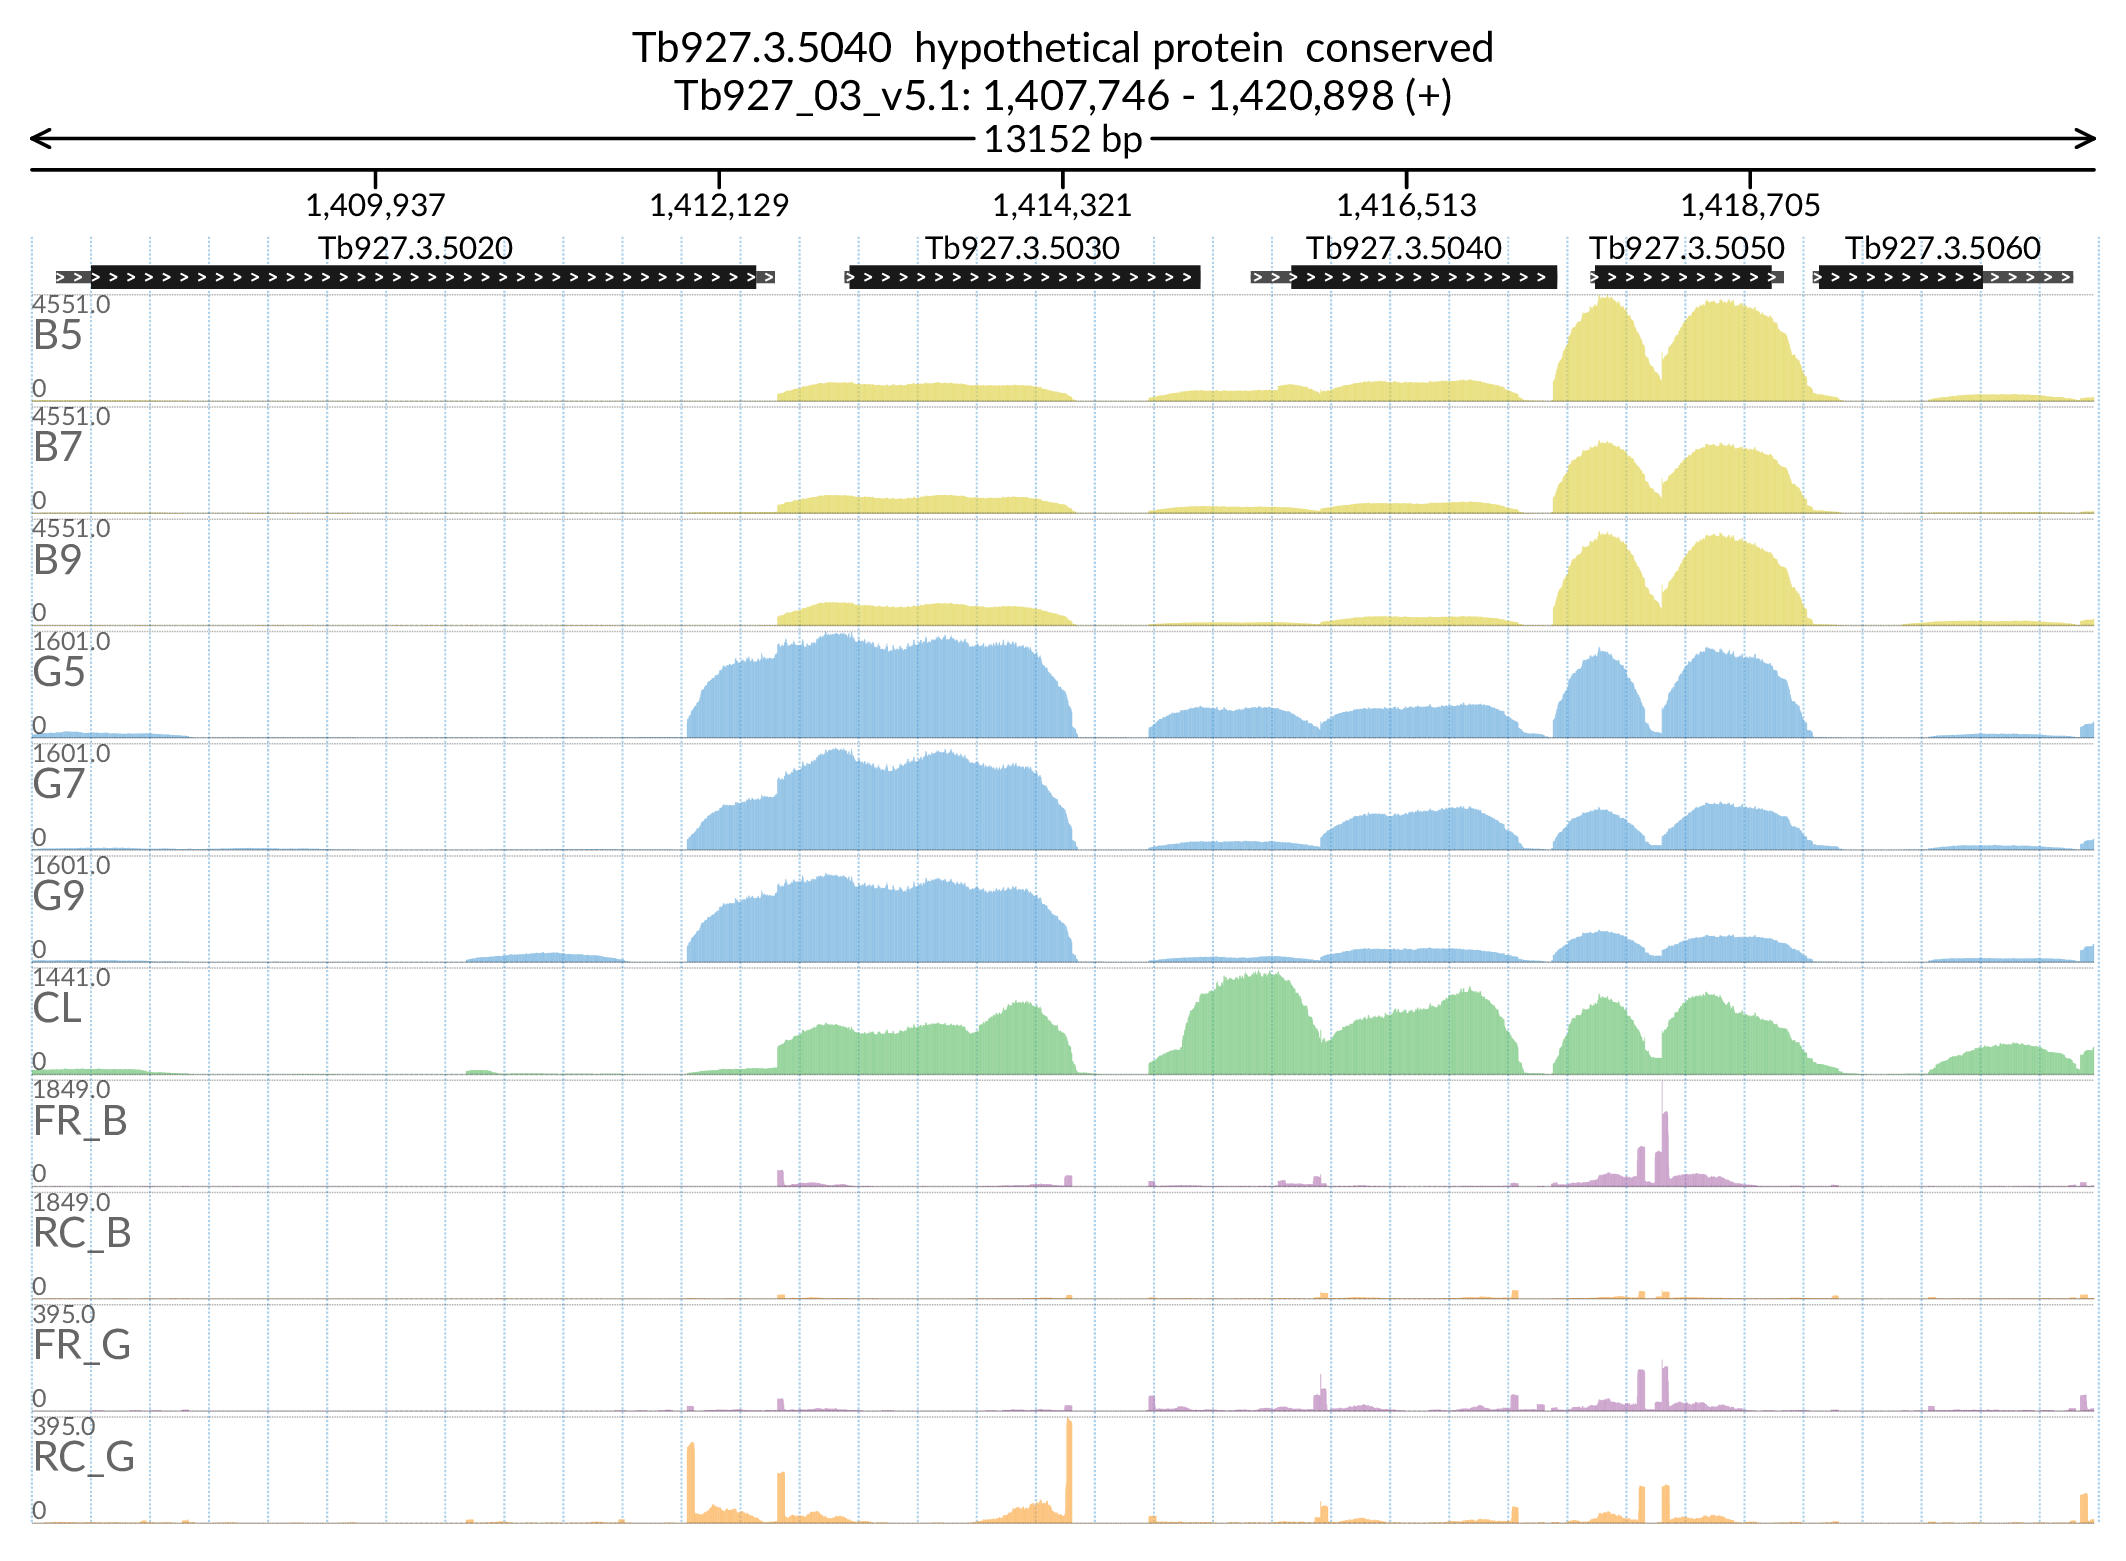 Tb927.3.5040  hypothetical protein  conserved
Tb927_03_v5.1: 1,407,746 - 1,420,898 (+)
13152 bp
1,409,937 1,412,129 1,414,321 1,416,513 1,418,705
Tb927.3.5020 Tb927.3.5030 Tb927.3.5040 Tb927.3.5050 Tb927.3.5060
4551.0
B5
0
4551.0
B7
0
4551.0
B9
0
1601.0
G5
0
1601.0
G7
0
1601.0
G9
0
1441.0
CL
0
1849.0
FR_B
0
1849.0
RC_B
0
395.0
FR_G
0
395.0
RC_G
0